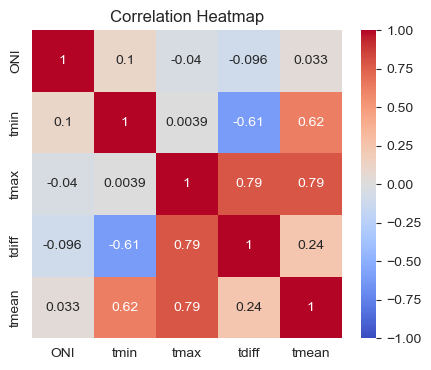 Correlation Heatmap
ONI 1 0.1 -0.04 -0.096 0.033
tmin 0.1 1 0.0039 -0.61 0.62
tmax -0.04 0.0039 1 0.79 0.79
tdiff -0.096 -0.61 0.79 1 0.24
tmean 0.033 0.62 0.79 0.24 1
ONI tmin tmax tdiff tmean
1.00
0.75
0.50
0.25
0.00
−0.25
−0.50
−0.75
−1.00